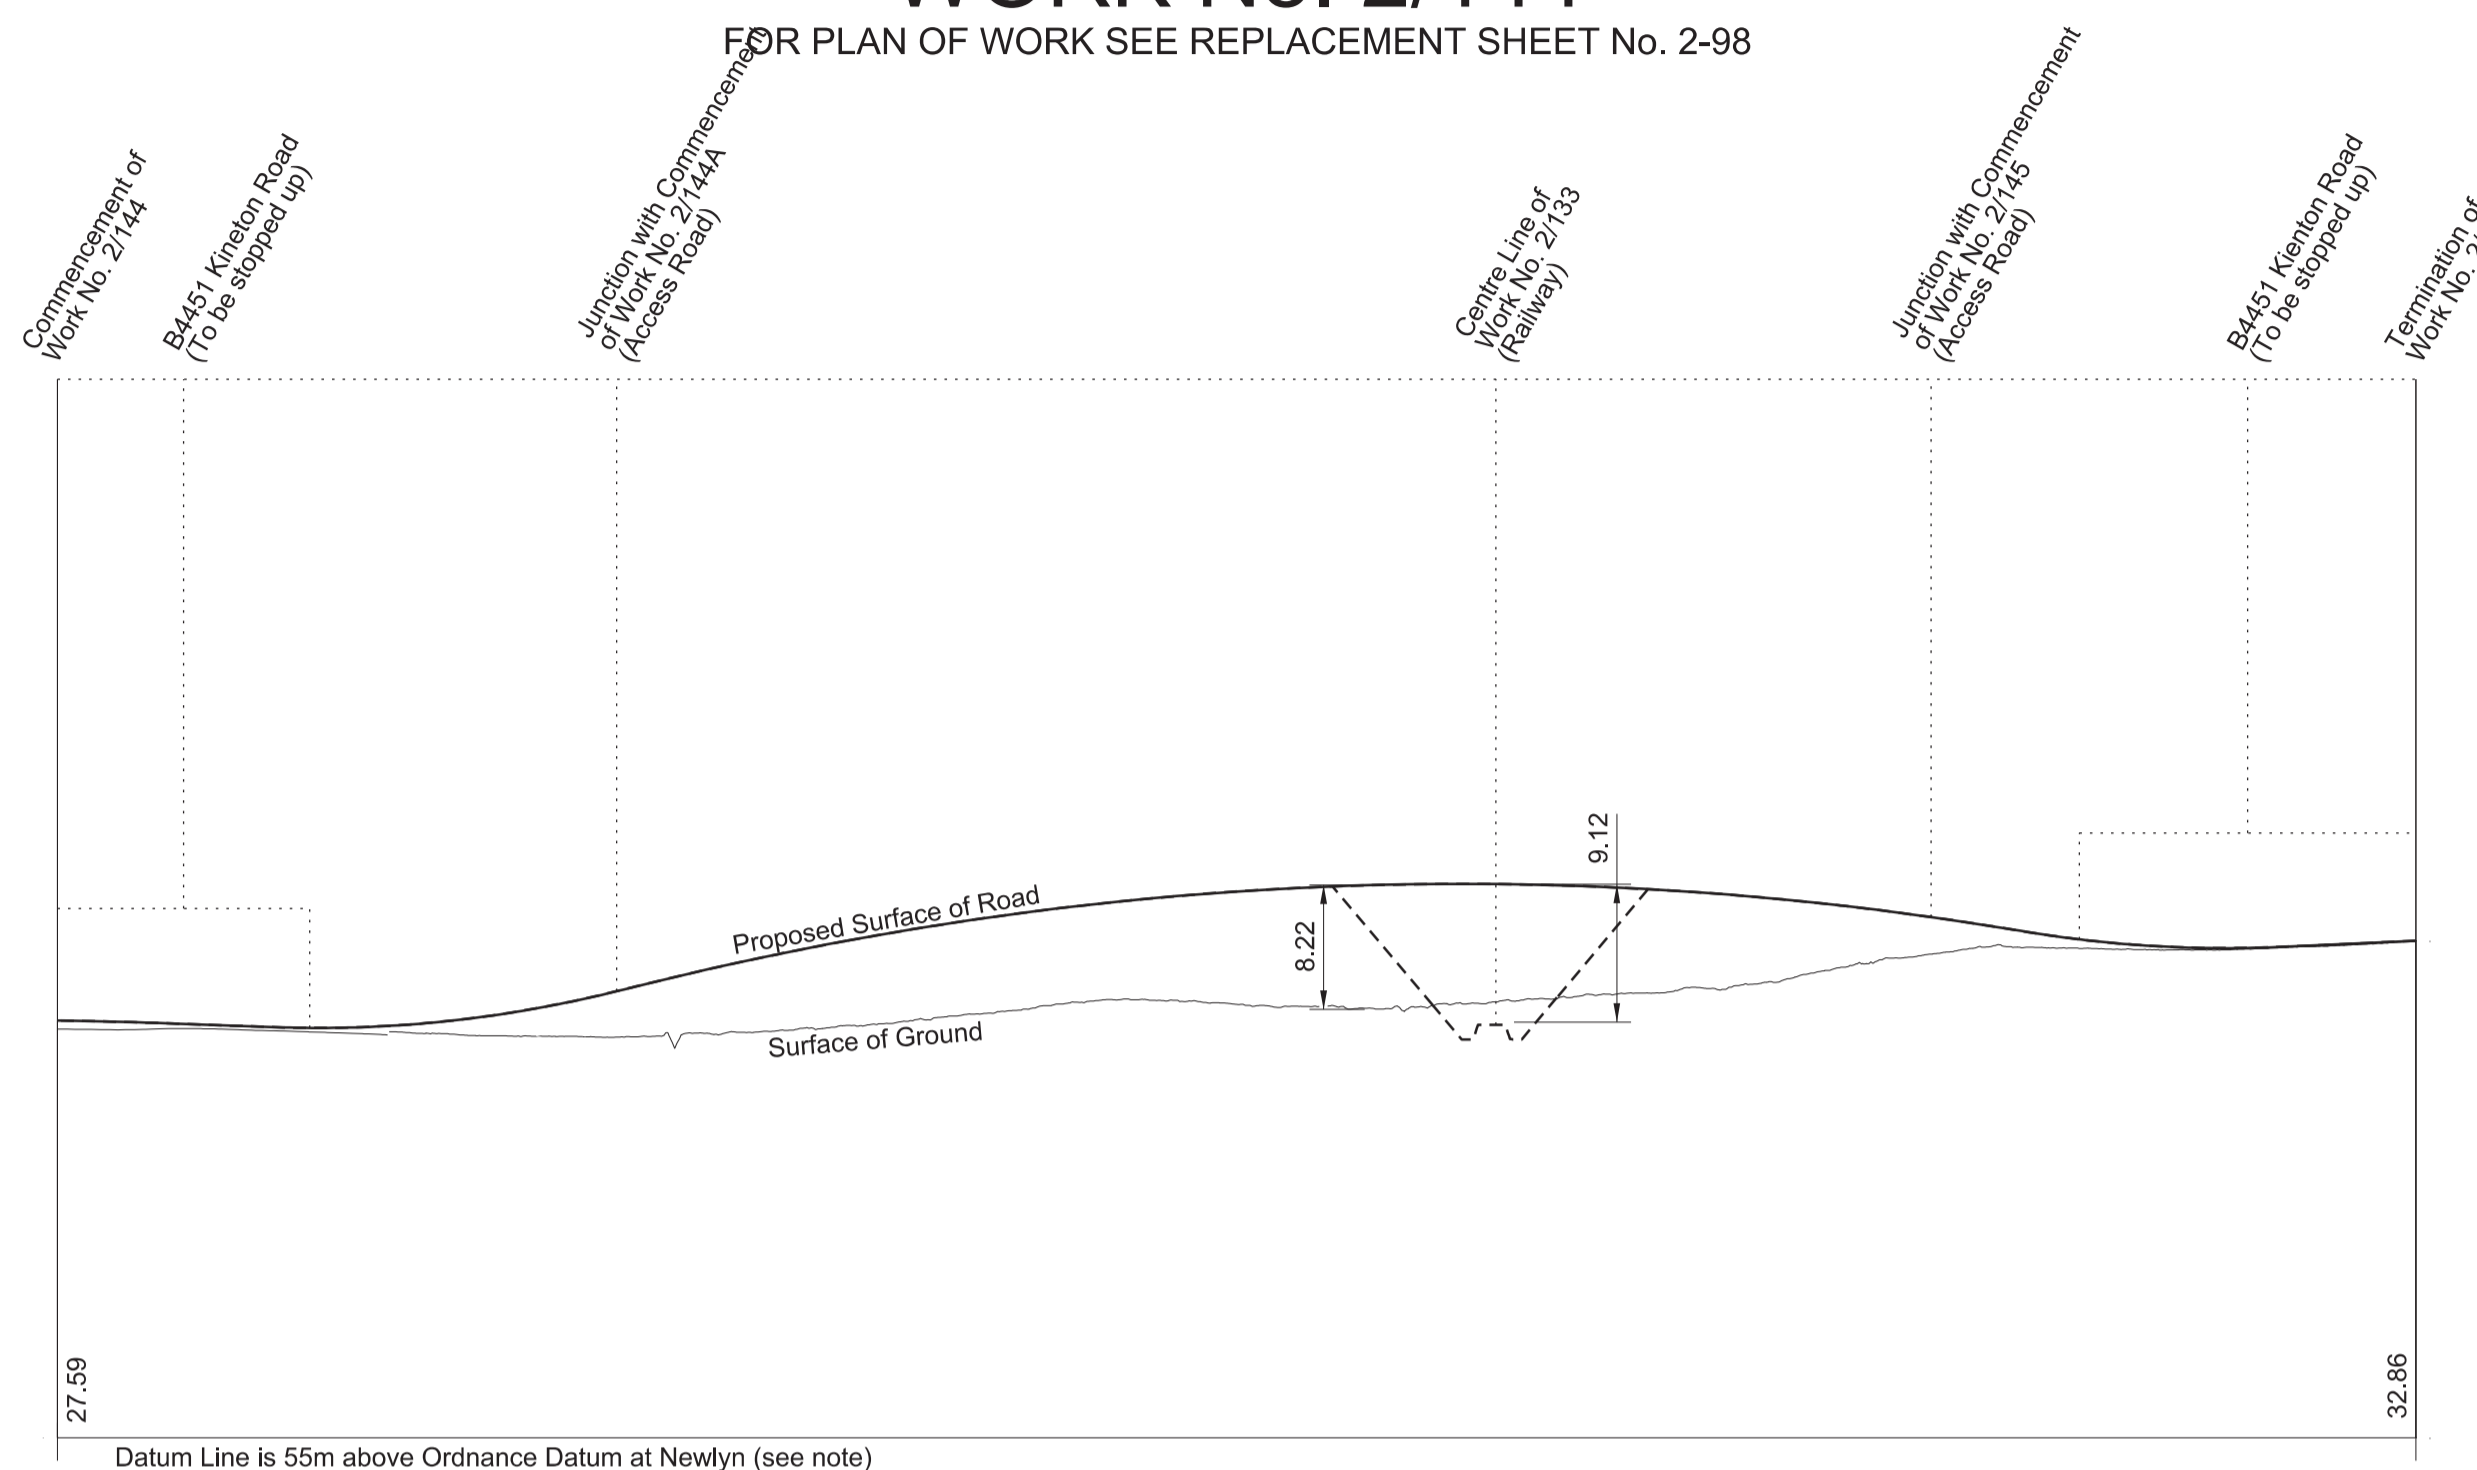 FOR PLAN OF WORK SEE REPLACEMENT SHEET No. 2-98
Commencement of
Work No. 2/144
B4451 Kineton Road
(To be stopped up)
Junction with Commencement
of Work No. 2/144A
(Access Road)
Centre Line of
Work No. 2/133
(Railway)
Junction with Commencement
of Work No. 2/145
(Access Road)
B4451 Kienton Road
(To be stopped up)
Termination of
Work No.
9.12
8.22
Proposed Surface of Road
Surface of Ground
27.59
32.86
Datum Line is 55m above Ordnance Datum at Newlyn (see note)